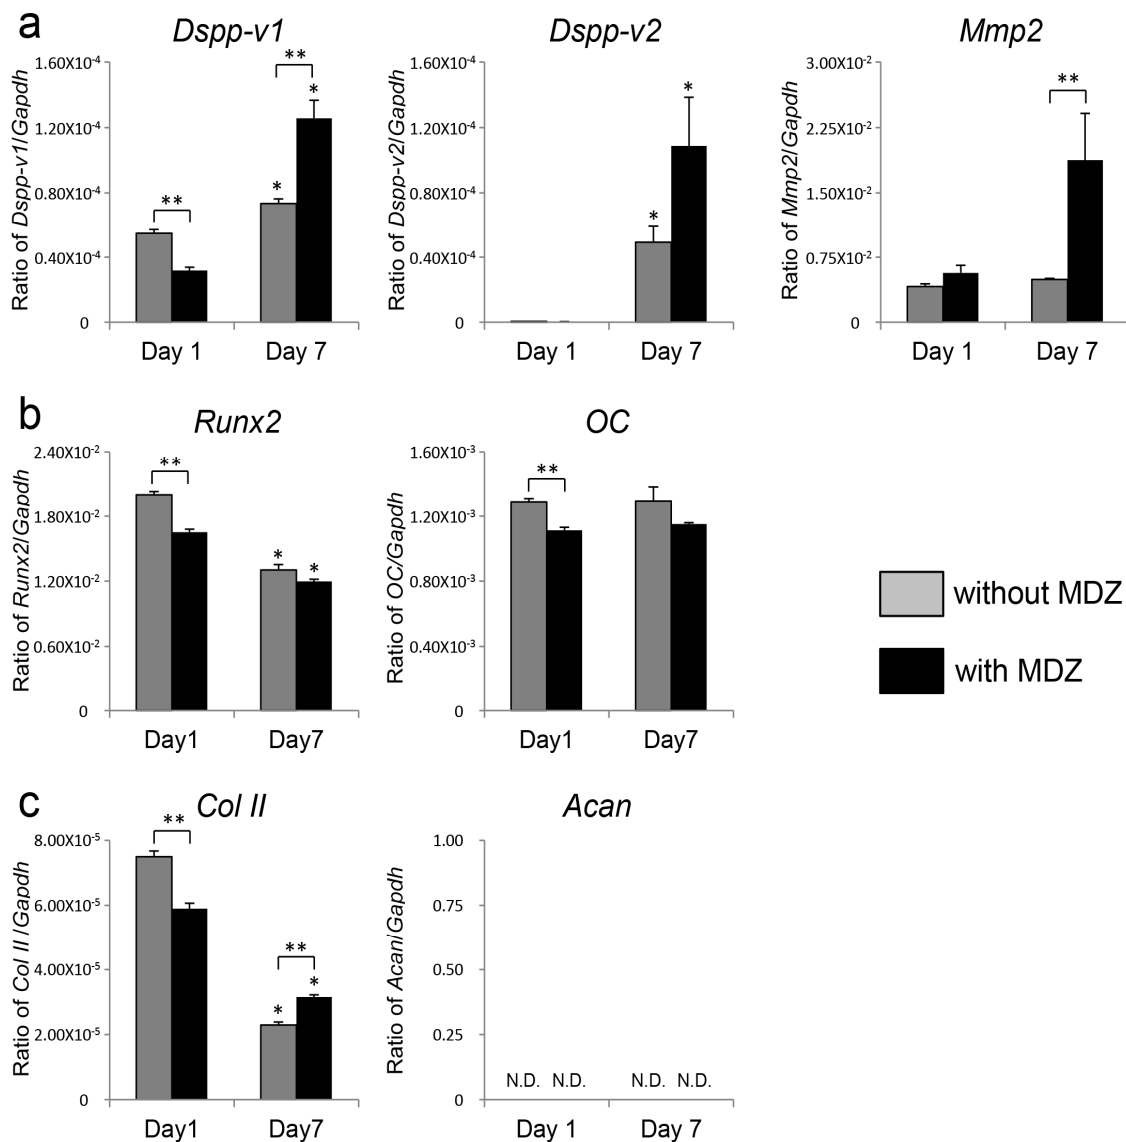 a
Dspp-v1
Dspp-v2
Mmp2
Ratio of Dspp-v1/Gapdh
1.60X10-4
1.20X10-4
0.80X10-4
0.40X10-4
0
**
**
*
*
Day 1
Day 7
Ratio of Dspp-v2/Gapdh
1.60X10-4
1.20X10-4
0.80X10-4
0.40X10-4
0
*
*
Day 1
Day 7
Ratio of Mmp2/Gapdh
3.00X10-2
2.25X10-2
1.50X10-2
0.75X10-2
0
**
Day 1
Day 7
b
Runx2
OC
Ratio of Runx2/Gapdh
2.40X10-2
1.80X10-2
1.20X10-2
0.60X10-2
0
**
*
*
Day1
Day7
Ratio of OC/Gapdh
1.60X10-3
1.20X10-3
0.80X10-3
0.40X10-3
0
**
Day1
Day7
without MDZ
with MDZ
c
Col II
Acan
Ratio of Col II /Gapdh
8.00X10-5
6.00X10-5
4.00X10-5
2.00X10-5
0
**
**
*
*
Day1
Day7
Ratio of Acan/Gapdh
1.00
0.75
0.50
0.25
0
N.D. N.D. N.D. N.D.
Day 1
Day 7